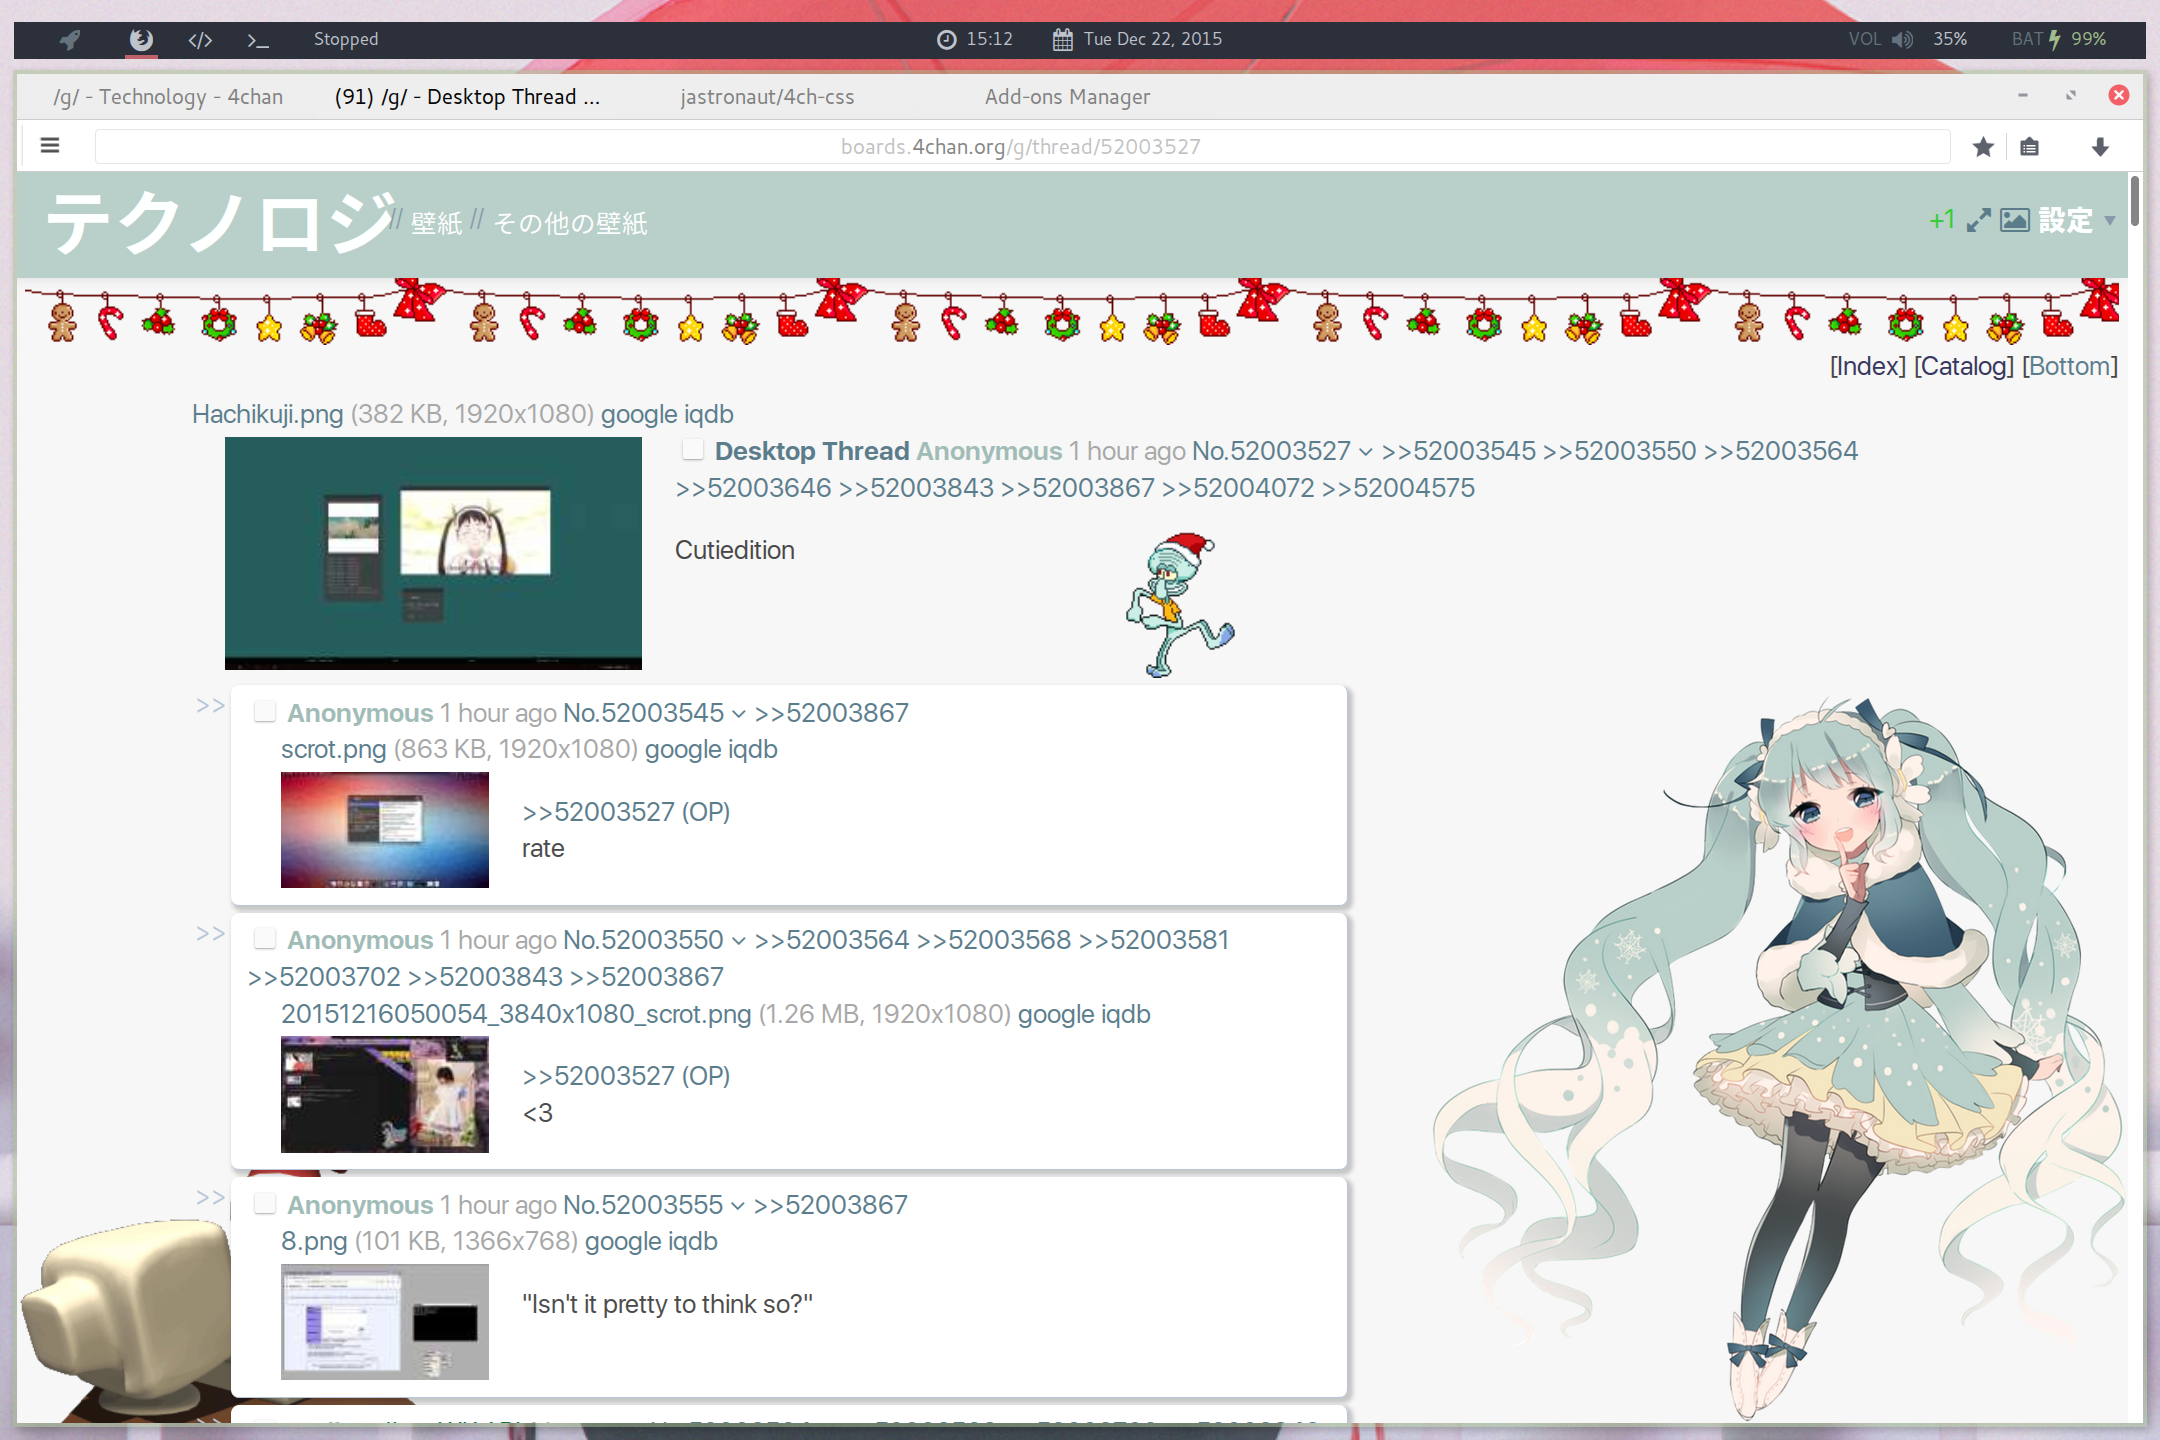 Stopped
15:12
Tue Dec 22, 2015
VOL 35%
BAT 99%
/g/ - Technology - 4chan
(91) /g/ - Desktop Thread ...
jastronaut/4ch-css
Add-ons Manager
boards.4chan.org/g/thread/52003527
テクノロジ // 壁紙 // その他の壁紙
+1 設定
[Index] [Catalog] [Bottom]
Hachikuji.png (382 KB, 1920x1080) google iqdb
Desktop Thread Anonymous 1 hour ago No.52003527 >>52003545 >>52003550 >>52003564
>>52003646 >>52003843 >>52003867 >>52004072 >>52004575
Cutiedition
>> Anonymous 1 hour ago No.52003545 >>52003867
scrot.png (863 KB, 1920x1080) google iqdb
>>52003527 (OP)
rate
>> Anonymous 1 hour ago No.52003550 >>52003564 >>52003568 >>52003581
>>52003702 >>52003843 >>52003867
20151216050054_3840x1080_scrot.png (1.26 MB, 1920x1080) google iqdb
>>52003527 (OP)
<3
>> Anonymous 1 hour ago No.52003555 >>52003867
8.png (101 KB, 1366x768) google iqdb
"Isn't it pretty to think so?"